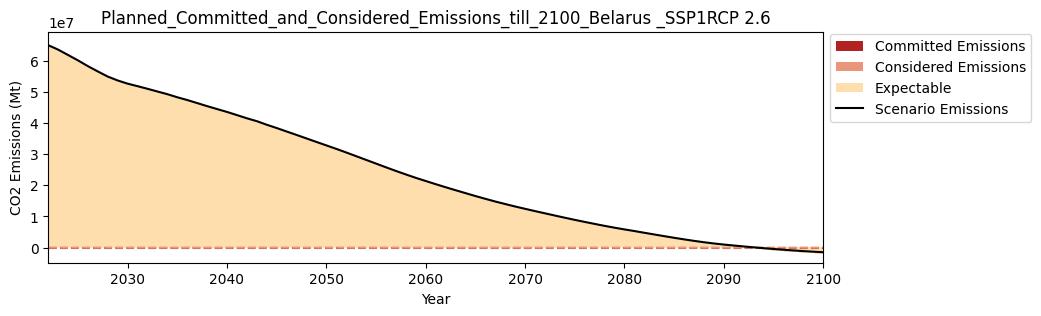 Planned_Committed_and_Considered_Emissions_till_2100_Belarus _SSP1RCP 2.6
1e7
6
5
4
3
2
1
0
CO2 Emissions (Mt)
2030 2040 2050 2060 2070 2080 2090 2100
Year
Committed Emissions
Considered Emissions
Expectable
Scenario Emissions